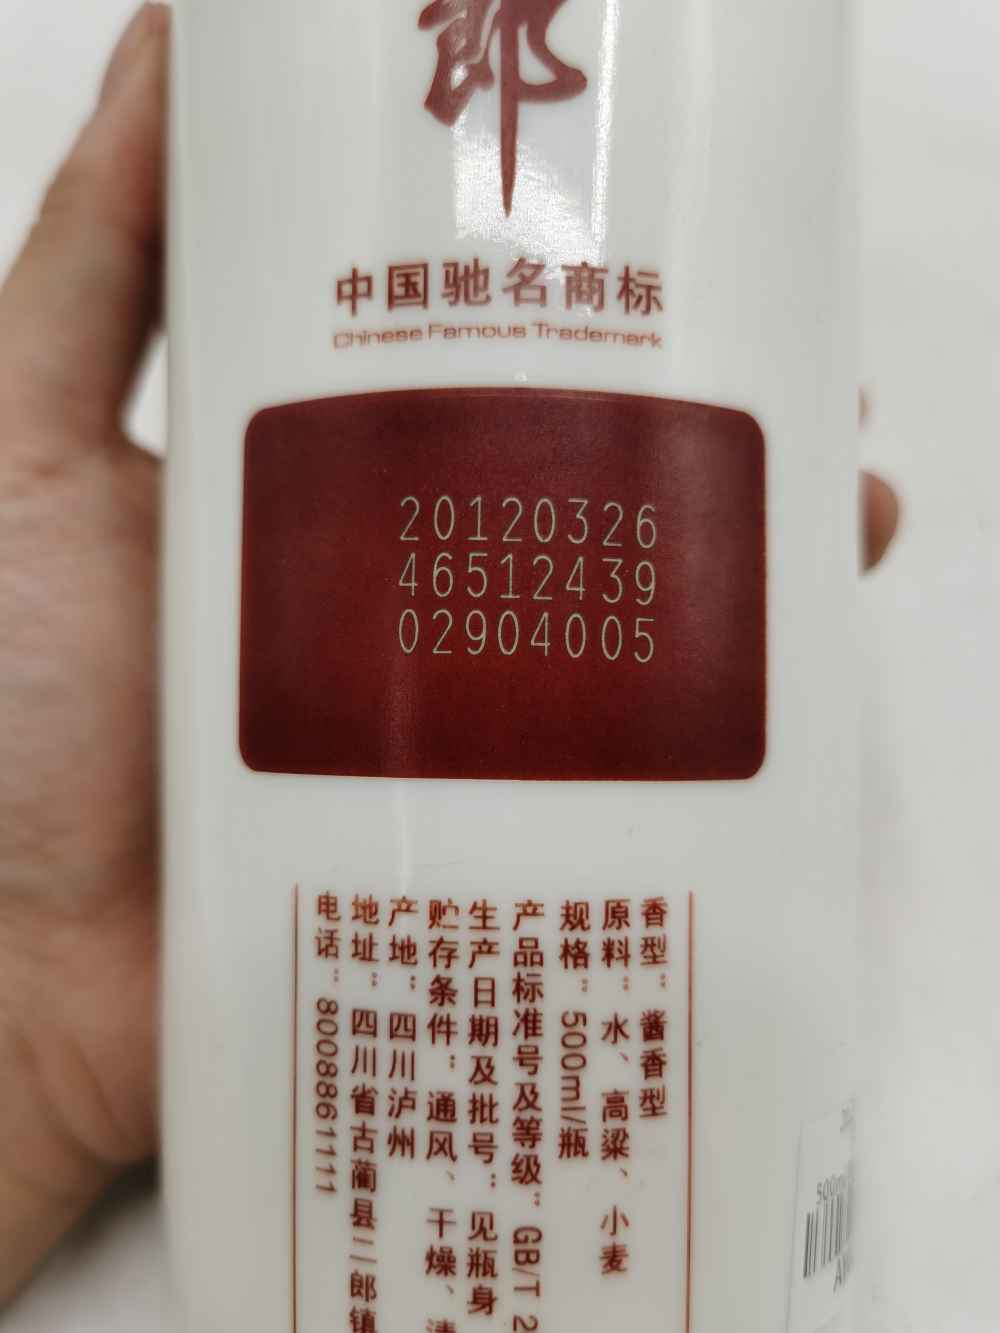 郎
中国驰名商标
Chinese Famous Trademark
20120326
46512439
02904005
香型：酱香型
原料：水、高粱、小麦
规格：500ml/瓶
产品标准号及等级：GB/T 2
生产日期及批号：见瓶身
贮存条件：通风、干燥、清
产地：四川泸州
地址：四川省古蔺县二郎镇
电话：8008861111
500m